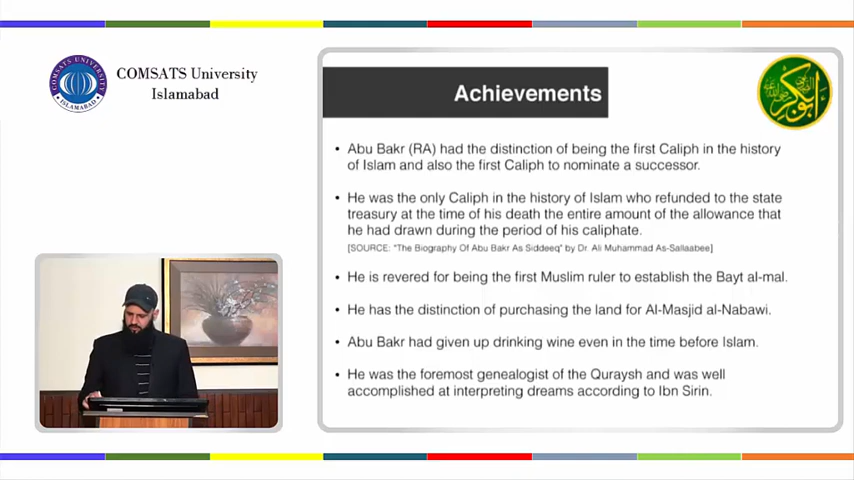 COMSATS University
Islamabad
COMSATS UNIVERSITY
ISLAMABAD
Achievements
أبو بكر
• Abu Bakr (RA) had the distinction of being the first Caliph in the history
of Islam and also the first Caliph to nominate a successor.
• He was the only Caliph in the history of Islam who refunded to the state
treasury at the time of his death the entire amount of the allowance that
he had drawn during the period of his caliphate.
[SOURCE: "The Biography Of Abu Bakr As Siddeeq" by Dr. Ali Muhammad As-Sallaabee]
• He is revered for being the first Muslim ruler to establish the Bayt al-mal.
• He has the distinction of purchasing the land for Al-Masjid al-Nabawi.
• Abu Bakr had given up drinking wine even in the time before Islam.
• He was the foremost genealogist of the Quraysh and was well
accomplished at interpreting dreams according to Ibn Sirin.